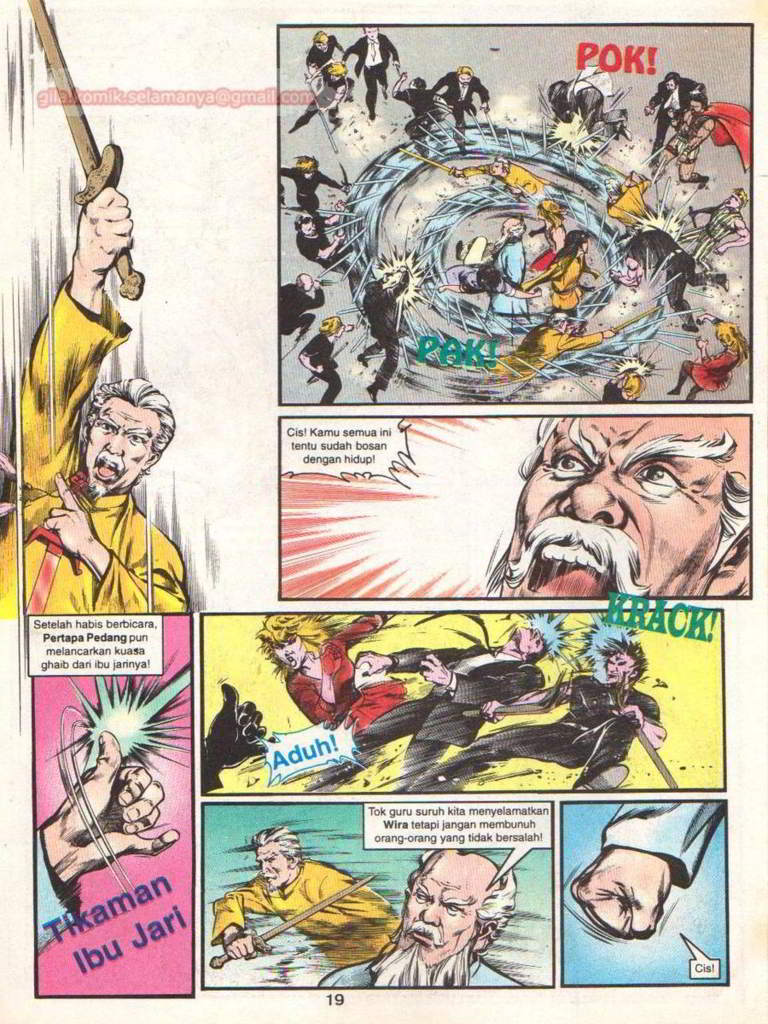 gila.komik.selamanya@gmail.com
POK!
PAK!
Cis! Kamu semua ini
tentu sudah bosan
dengan hidup!
Setelah habis berbicara,
Pertapa Pedang pun
melancarkan kuasa
ghaib dari ibu jarinya!
Tikaman
Ibu Jari
KRACK!
Aduh!
Tok guru suruh kita menyelamatkan
Wira tetapi jangan membunuh
orang-orang yang tidak bersalah!
Cis!
19